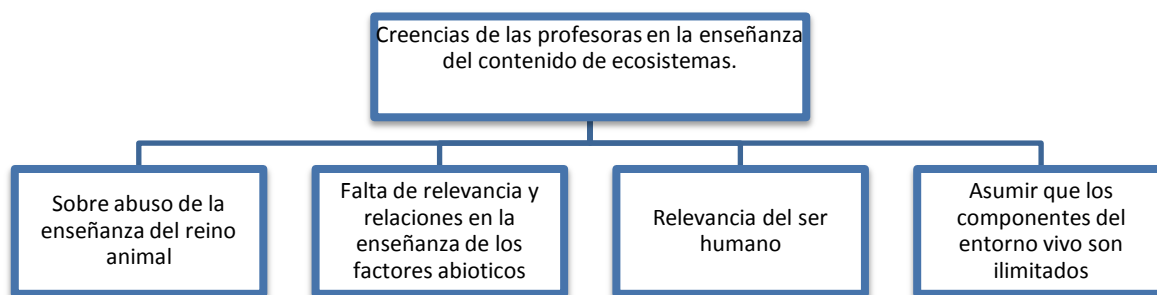 Creencias de las profesoras en la enseñanza
del contenido de ecosistemas.
Sobre abuso de la
enseñanza del reino
animal
Falta de relevancia y
relaciones en la
enseñanza de los
factores abioticos
Relevancia del ser
humano
Asumir que los
componentes del
entorno vivo son
ilimitados